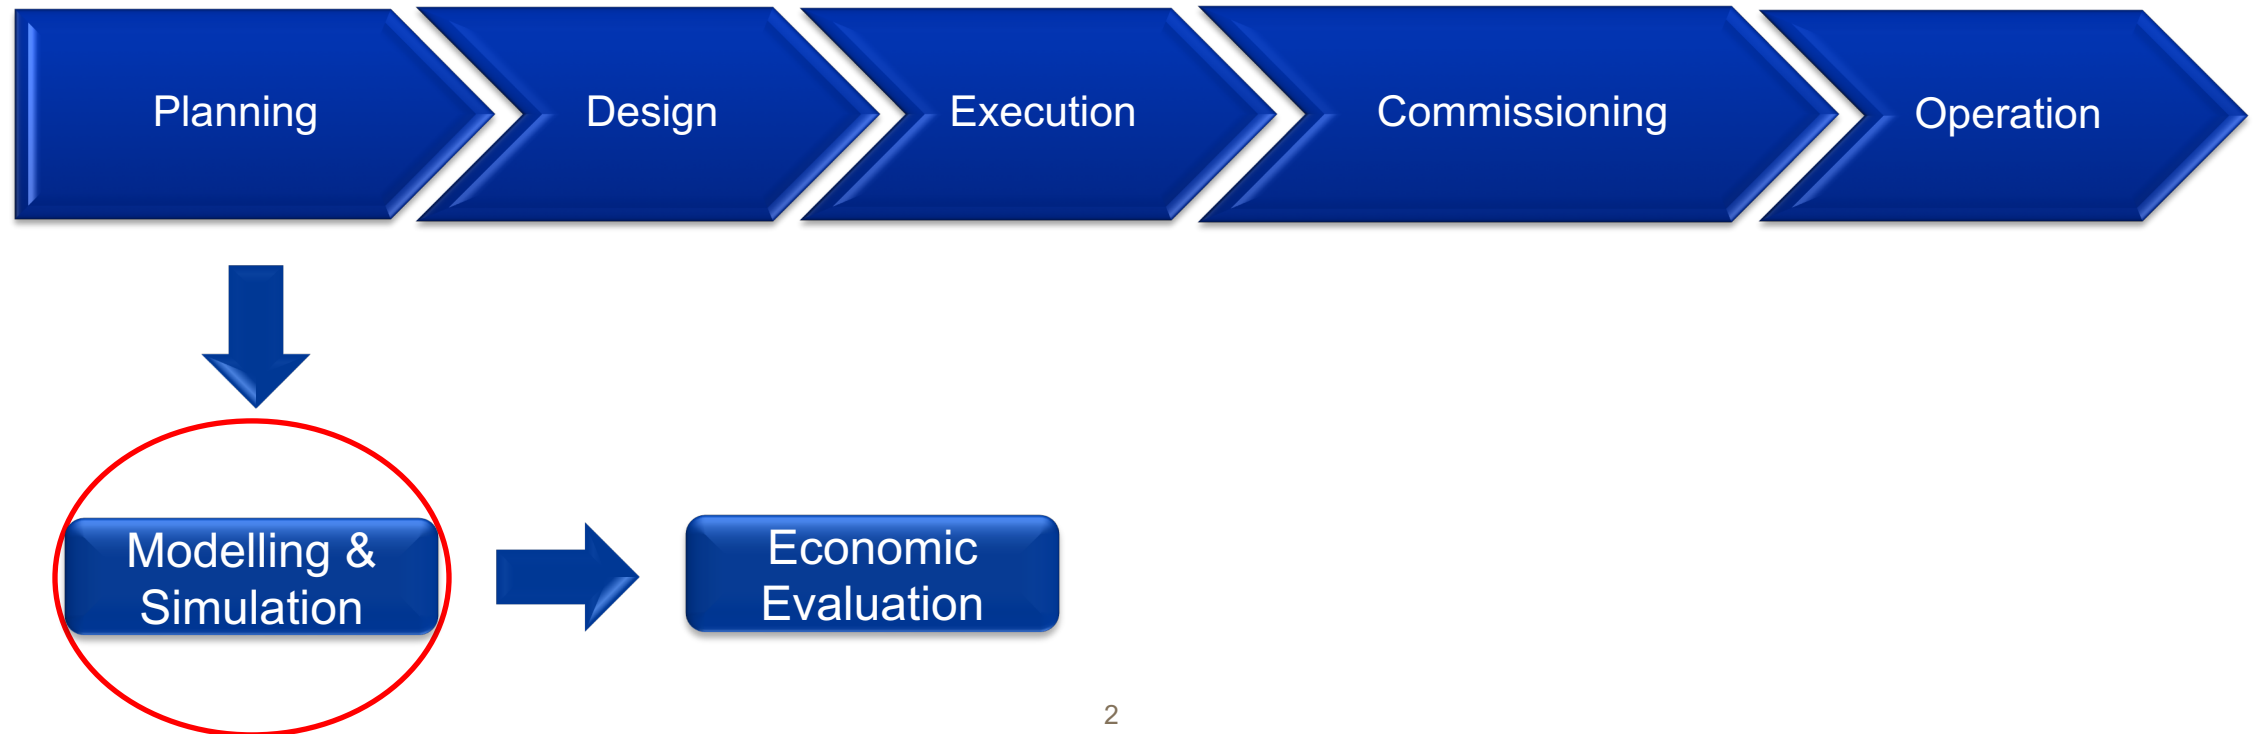 Planning
Design
Execution
Commissioning
Operation
Modelling &
Simulation
Economic
Evaluation
2